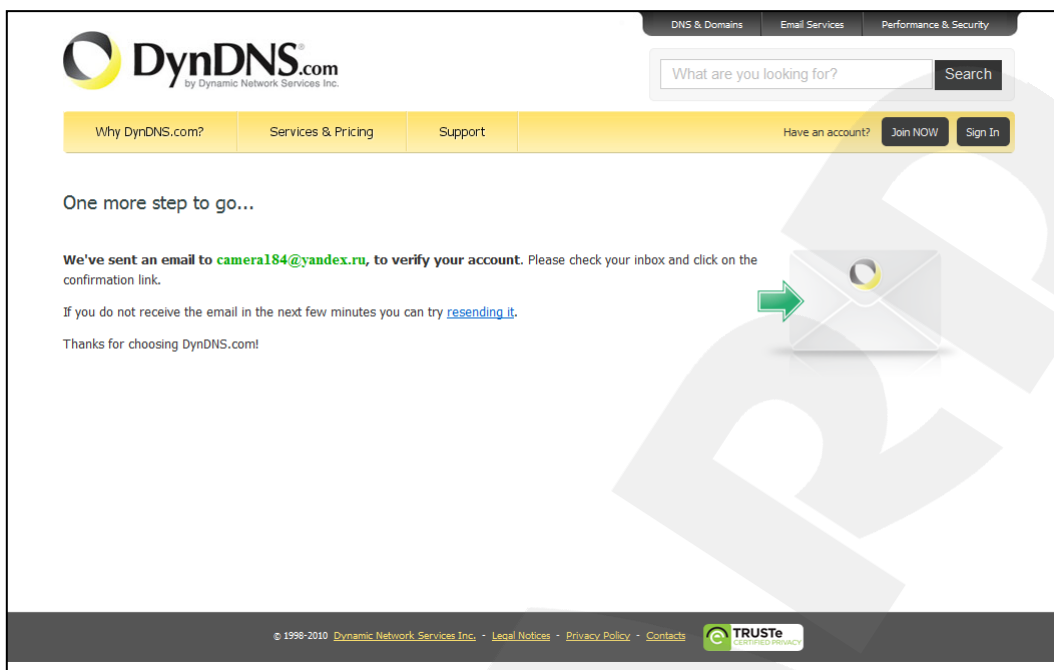 DNS & Domains
Email Services
Performance & Security
DynDNS.com
by Dynamic Network Services Inc.
What are you looking for?
Search
Why DynDNS.com?
Services & Pricing
Support
Have an account?
Join NOW
Sign In
One more step to go...
We've sent an email to camera184@yandex.ru, to verify your account. Please check your inbox and click on the
confirmation link.
If you do not receive the email in the next few minutes you can try resending it.
Thanks for choosing DynDNS.com!
© 1998-2010 Dynamic Network Services Inc. - Legal Notices - Privacy Policy - Contacts
TRUSTe
CERTIFIED PRIVACY